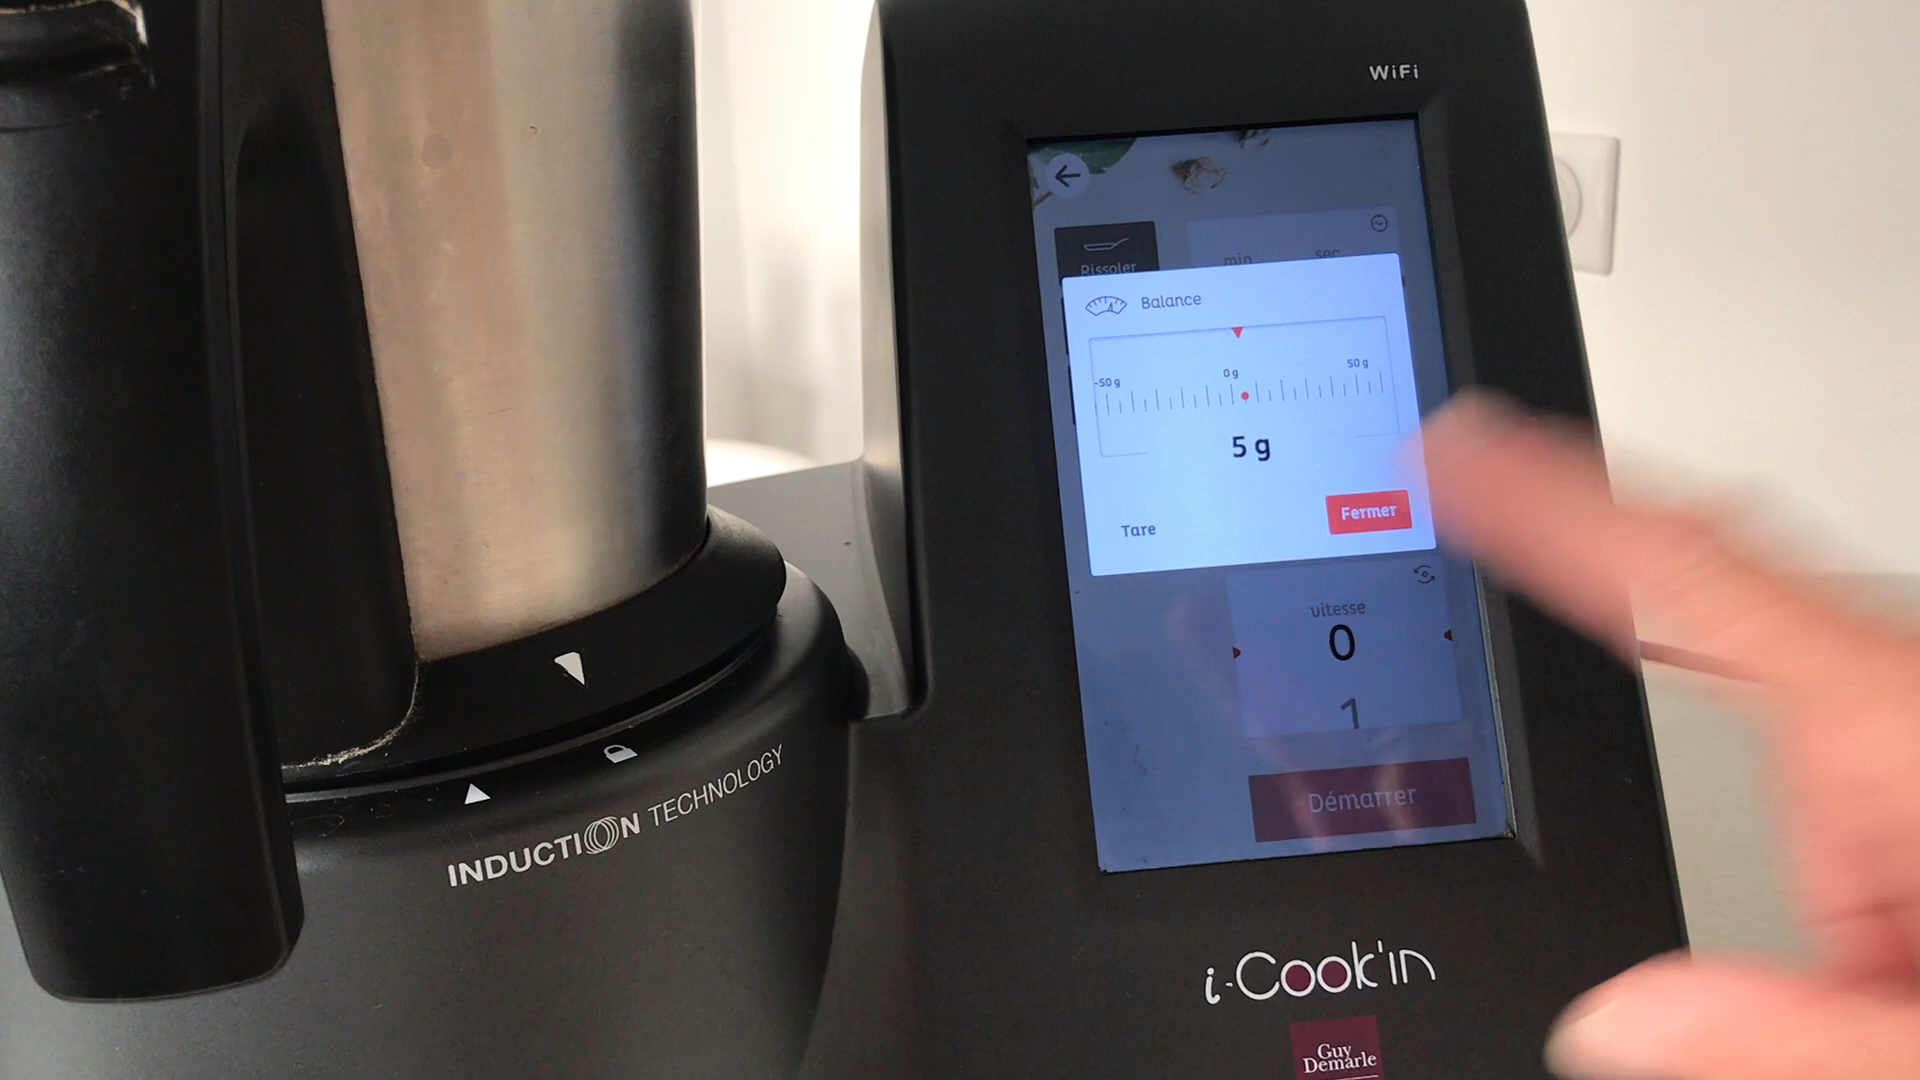 WiFi
Rissoler
min sec
Balance
-50 g 0 g 50 g
5 g
Tare
Fermer
vitesse
0
1
Démarrer
INDUCTION TECHNOLOGY
i-Cook'in
Guy
Demarle